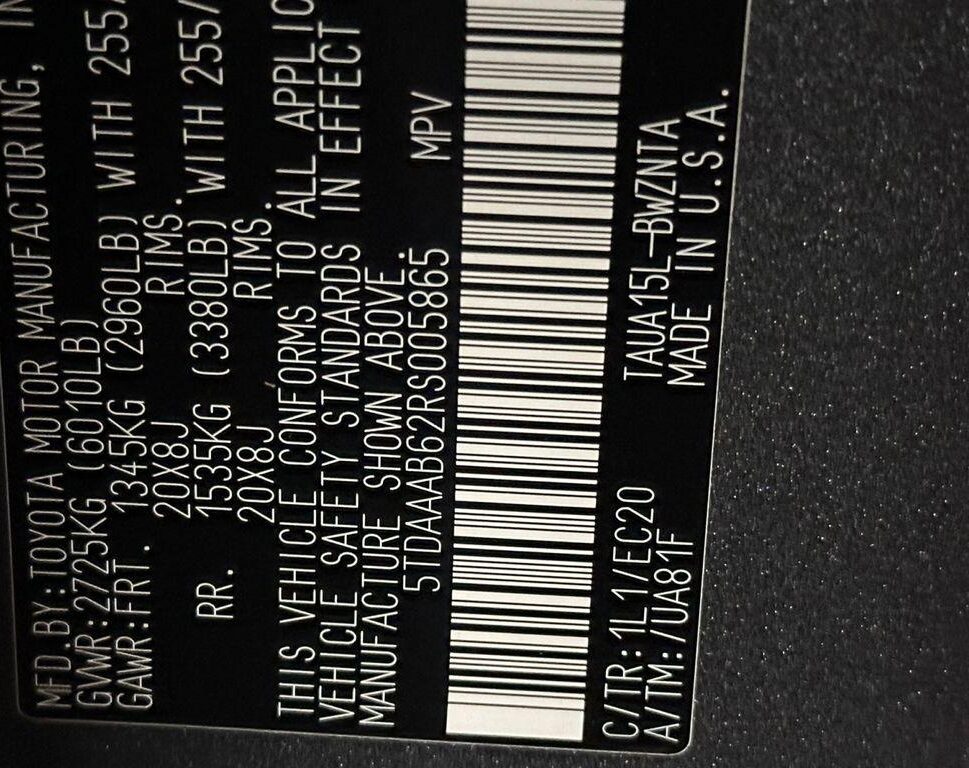 MFD.BY:TOYOTA MOTOR MANUFACTURING, IN
GVWR:2725KG (6010LB)
GAWR:FRT. 1345KG (2960LB) WITH 255/
20X8J RIMS.
RR. 1535KG (3380LB) WITH 255/
20X8J RIMS.
THIS VEHICLE CONFORMS TO ALL APPLIC
VEHICLE SAFETY STANDARDS IN EFFECT
MANUFACTURE SHOWN ABOVE.
5TDAAAB62RS005865 MPV
C/TR:1L1/EC20 TAUA15L-BWZNTA
A/TM:/UA81F MADE IN U.S.A.